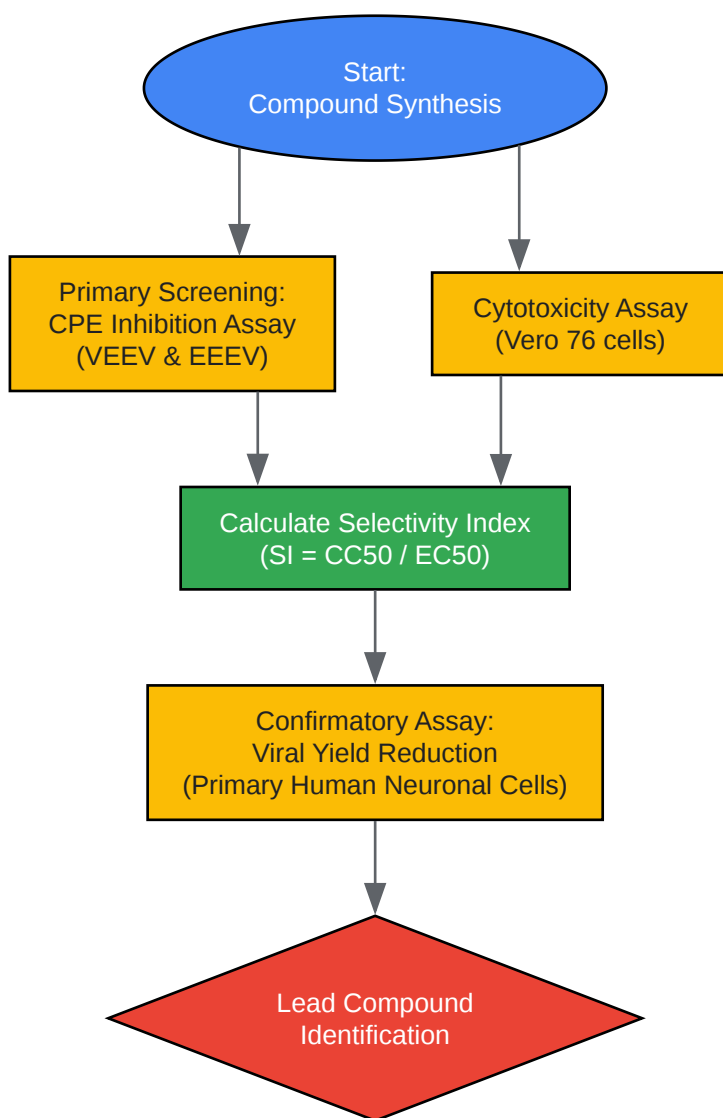 Start:
Compound Synthesis
Primary Screening:
CPE Inhibition Assay
(VEEV & EEEV)
Cytotoxicity Assay
(Vero 76 cells)
Calculate Selectivity Index
(SI = CC50 / EC50)
Confirmatory Assay:
Viral Yield Reduction
(Primary Human Neuronal Cells)
Lead Compound
Identification